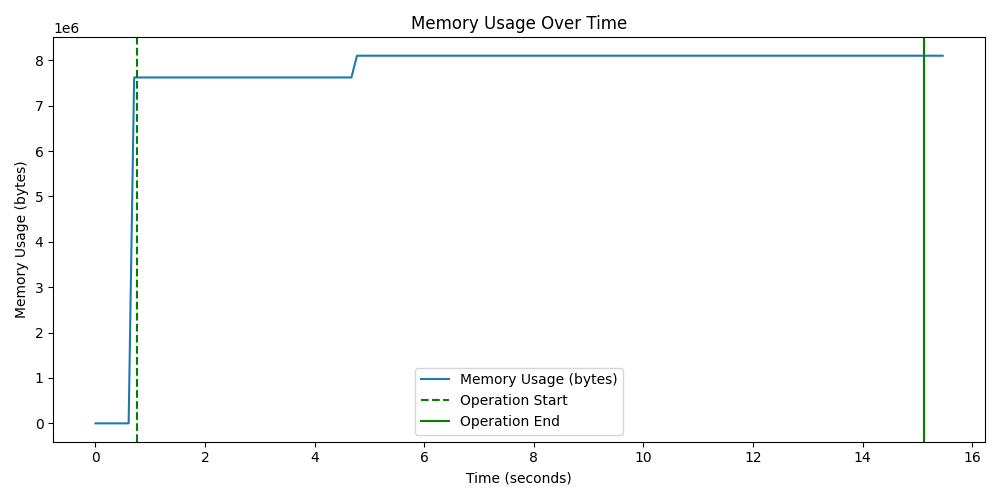 Memory Usage Over Time
1e6
8
7
6
5
4
3
2
1
0
Memory Usage (bytes)
Memory Usage (bytes)
Operation Start
Operation End
0 2 4 6 8 10 12 14 16
Time (seconds)